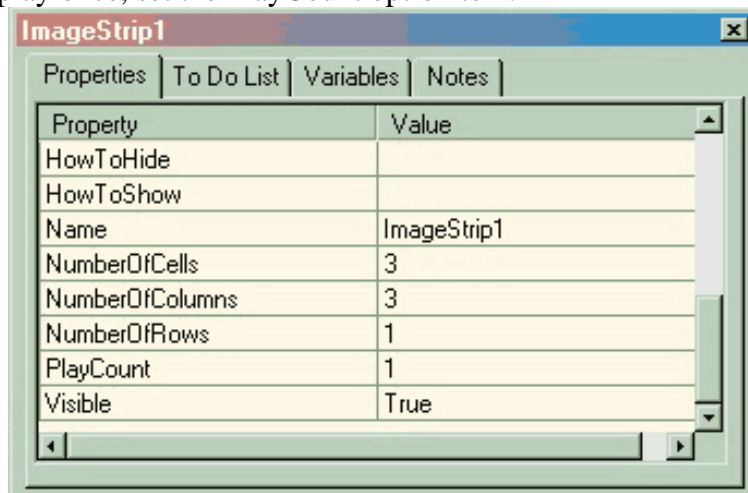 ImageStrip1
Properties To Do List Variables Notes
Property Value
HowToHide
HowToShow
Name ImageStrip1
NumberOfCells 3
NumberOfColumns 3
NumberOfRows 1
PlayCount 1
Visible True